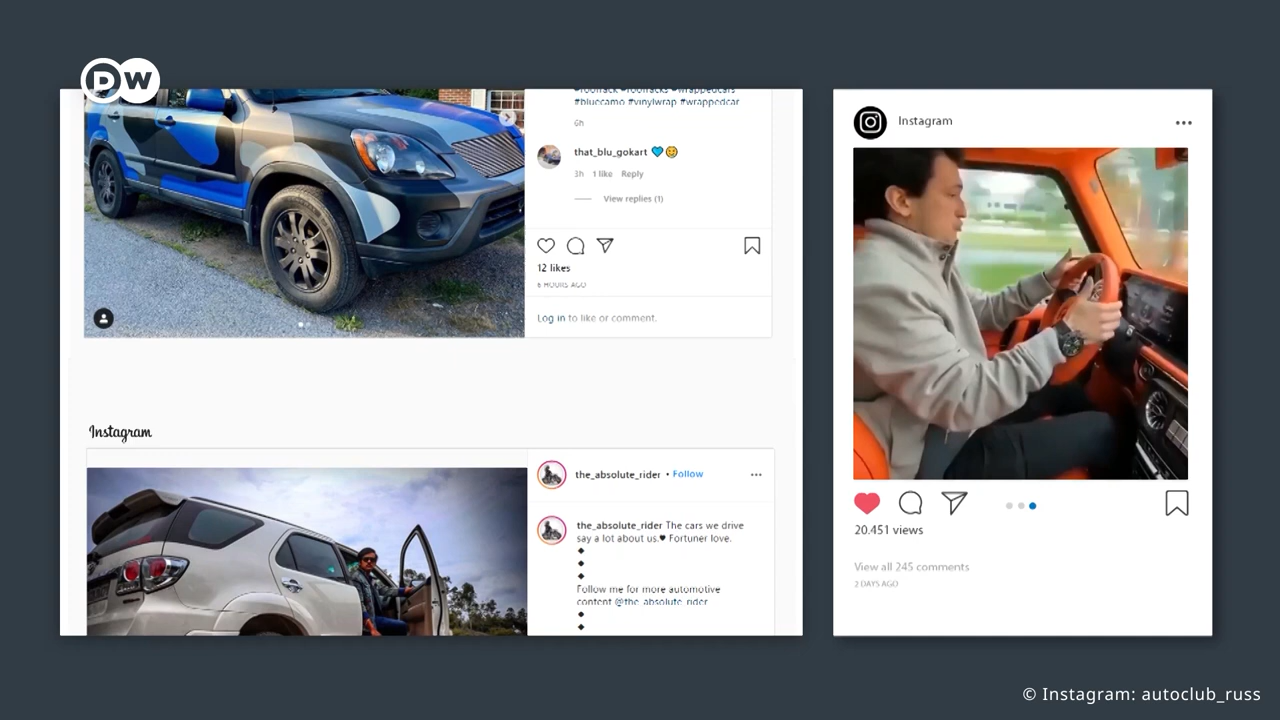 DW
#roofrack #roofracks #wrappedcars
#bluecamo #vinylwrap #wrappedcar
6h
that_blu_gokart 💙😊
3h 1 like Reply
View replies (1)
12 likes
6 HOURS AGO
Log in to like or comment.
Instagram
the_absolute_rider • Follow
the_absolute_rider The cars we drive
say a lot about us.♥ Fortuner love.
Follow me for more automotive
content @the_absolute_rider
Instagram
20.451 views
View all 245 comments
2 DAYS AGO
© Instagram: autoclub_russ